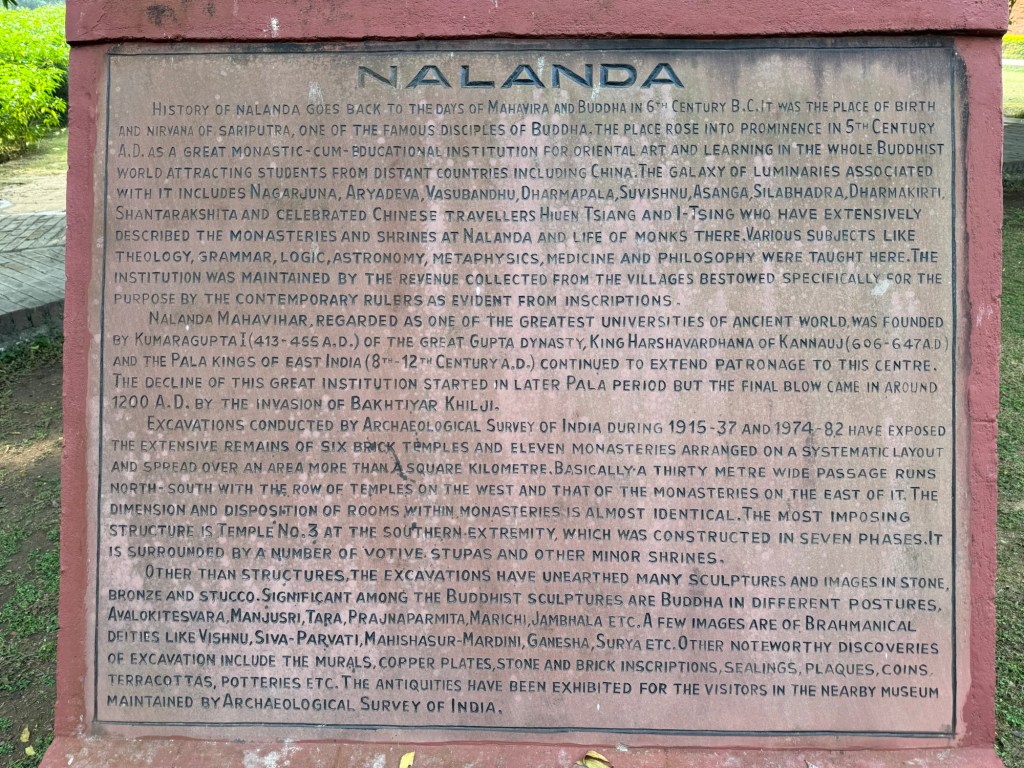 NALANDA
HISTORY OF NALANDA GOES BACK TO THE DAYS OF MAHAVIRA AND BUDDHA IN 6TH CENTURY B.C. IT WAS THE PLACE OF BIRTH
AND NIRVANA OF SARIPUTRA, ONE OF THE FAMOUS DISCIPLES OF BUDDHA. THE PLACE ROSE INTO PROMINENCE IN 5TH CENTURY
A.D. AS A GREAT MONASTIC-CUM-EDUCATIONAL INSTITUTION FOR ORIENTAL ART AND LEARNING IN THE WHOLE BUDDHIST
WORLD ATTRACTING STUDENTS FROM DISTANT COUNTRIES INCLUDING CHINA. THE GALAXY OF LUMINARIES ASSOCIATED
WITH IT INCLUDES NAGARJUNA, ARYADEVA, VASUBANDHU, DHARMAPALA, SUVISHNU, ASANGA, SILABHADRA, DHARMAKIRTI,
SHANTARAKSHITA AND CELEBRATED CHINESE TRAVELLERS HIUEN TSIANG AND I-TSING WHO HAVE EXTENSIVELY
DESCRIBED THE MONASTERIES AND SHRINES AT NALANDA AND LIFE OF MONKS THERE. VARIOUS SUBJECTS LIKE
THEOLOGY, GRAMMAR, LOGIC, ASTRONOMY, METAPHYSICS, MEDICINE AND PHILOSOPHY WERE TAUGHT HERE. THE
INSTITUTION WAS MAINTAINED BY THE REVENUE COLLECTED FROM THE VILLAGES BESTOWED SPECIFICALLY FOR THE
PURPOSE BY THE CONTEMPORARY RULERS AS EVIDENT FROM INSCRIPTIONS.
NALANDA MAHAVIHAR, REGARDED AS ONE OF THE GREATEST UNIVERSITIES OF ANCIENT WORLD, WAS FOUNDED
BY KUMARAGUPTA I (413-455 A.D.) OF THE GREAT GUPTA DYNASTY, KING HARSHAVARDHANA OF KANNAUJ (606-647 A.D)
AND THE PALA KINGS OF EAST INDIA (8TH-12TH CENTURY A.D.) CONTINUED TO EXTEND PATRONAGE TO THIS CENTRE.
THE DECLINE OF THIS GREAT INSTITUTION STARTED IN LATER PALA PERIOD BUT THE FINAL BLOW CAME IN AROUND
1200 A.D. BY THE INVASION OF BAKHTIYAR KHILJI.
EXCAVATIONS CONDUCTED BY ARCHAEOLOGICAL SURVEY OF INDIA DURING 1915-37 AND 1974-82 HAVE EXPOSED
THE EXTENSIVE REMAINS OF SIX BRICK TEMPLES AND ELEVEN MONASTERIES ARRANGED ON A SYSTEMATIC LAYOUT
AND SPREAD OVER AN AREA MORE THAN A SQUARE KILOMETRE. BASICALLY A THIRTY METRE WIDE PASSAGE RUNS
NORTH-SOUTH WITH THE ROW OF TEMPLES ON THE WEST AND THAT OF THE MONASTERIES ON THE EAST OF IT. THE
DIMENSION AND DISPOSITION OF ROOMS WITHIN MONASTERIES IS ALMOST IDENTICAL. THE MOST IMPOSING
STRUCTURE IS TEMPLE NO. 3 AT THE SOUTHERN EXTREMITY, WHICH WAS CONSTRUCTED IN SEVEN PHASES. IT
IS SURROUNDED BY A NUMBER OF VOTIVE STUPAS AND OTHER MINOR SHRINES.
OTHER THAN STRUCTURES, THE EXCAVATIONS HAVE UNEARTHED MANY SCULPTURES AND IMAGES IN STONE,
BRONZE AND STUCCO. SIGNIFICANT AMONG THE BUDDHIST SCULPTURES ARE BUDDHA IN DIFFERENT POSTURES,
AVALOKITESVARA, MANJUSRI, TARA, PRAJNAPARMITA, MARICHI, JAMBHALA ETC. A FEW IMAGES ARE OF BRAHMANICAL
DEITIES LIKE VISHNU, SIVA-PARVATI, MAHISHASUR-MARDINI, GANESHA, SURYA ETC. OTHER NOTEWORTHY DISCOVERIES
OF EXCAVATION INCLUDE THE MURALS, COPPER PLATES, STONE AND BRICK INSCRIPTIONS, SEALINGS, PLAQUES, COINS
TERRACOTTAS, POTTERIES ETC. THE ANTIQUITIES HAVE BEEN EXHIBITED FOR THE VISITORS IN THE NEARBY MUSEUM
MAINTAINED BY ARCHAEOLOGICAL SURVEY OF INDIA.